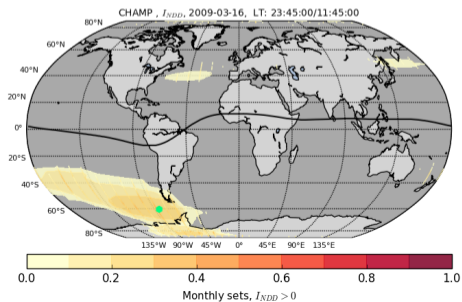 CHAMP , I_NDD, 2009-03-16, LT: 23:45:00/11:45:00
80°N
60°N
40°N
20°N
0°
20°S
40°S
60°S
80°S
135°W 90°W 45°W 0° 45°E 90°E 135°E
0.0 0.2 0.4 0.6 0.8 1.0
Monthly sets, I_NDD > 0